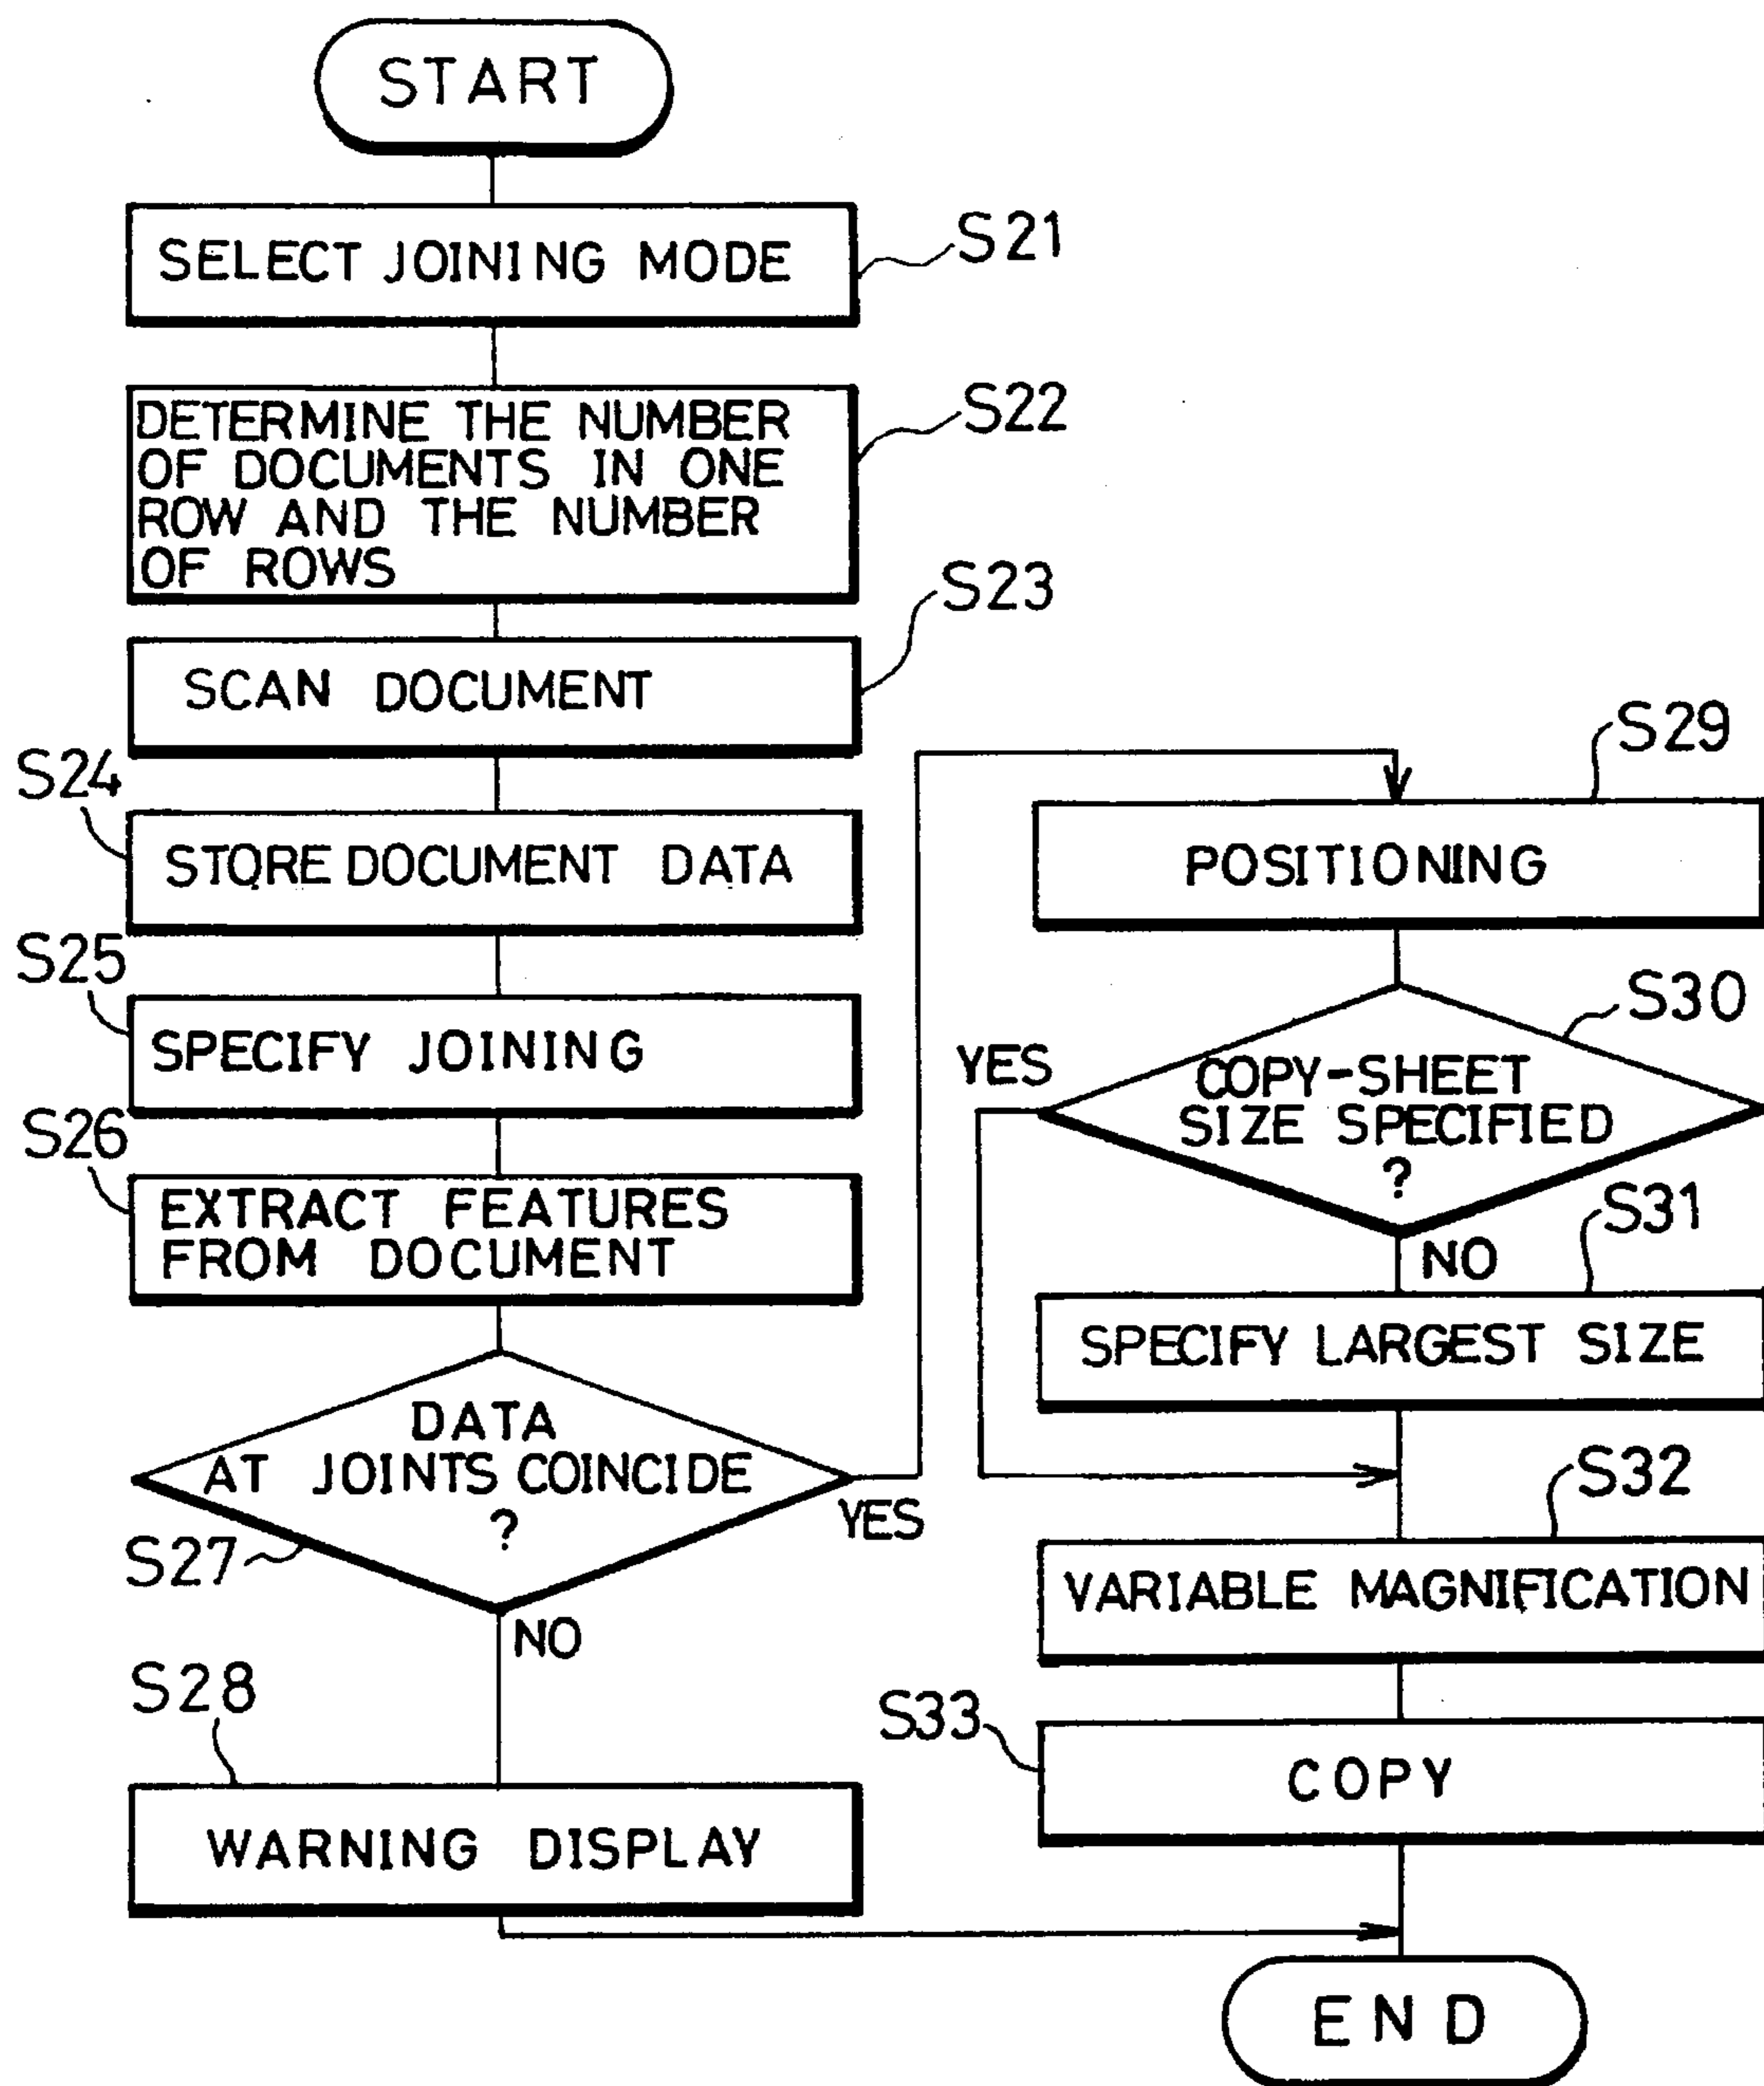 START
SELECT JOINING MODE
S21
DETERMINE THE NUMBER
OF DOCUMENTS IN ONE
ROW AND THE NUMBER
OF ROWS
S22
SCAN DOCUMENT
S23
S24
STORE DOCUMENT DATA
S25
SPECIFY JOINING
S26
EXTRACT FEATURES
FROM DOCUMENT
DATA
AT JOINTS COINCIDE
?
YES
S27
NO
S28
WARNING DISPLAY
S29
POSITIONING
S30
YES
COPY-SHEET
SIZE SPECIFIED
?
NO
S31
SPECIFY LARGEST SIZE
S32
VARIABLE MAGNIFICATION
S33
COPY
END